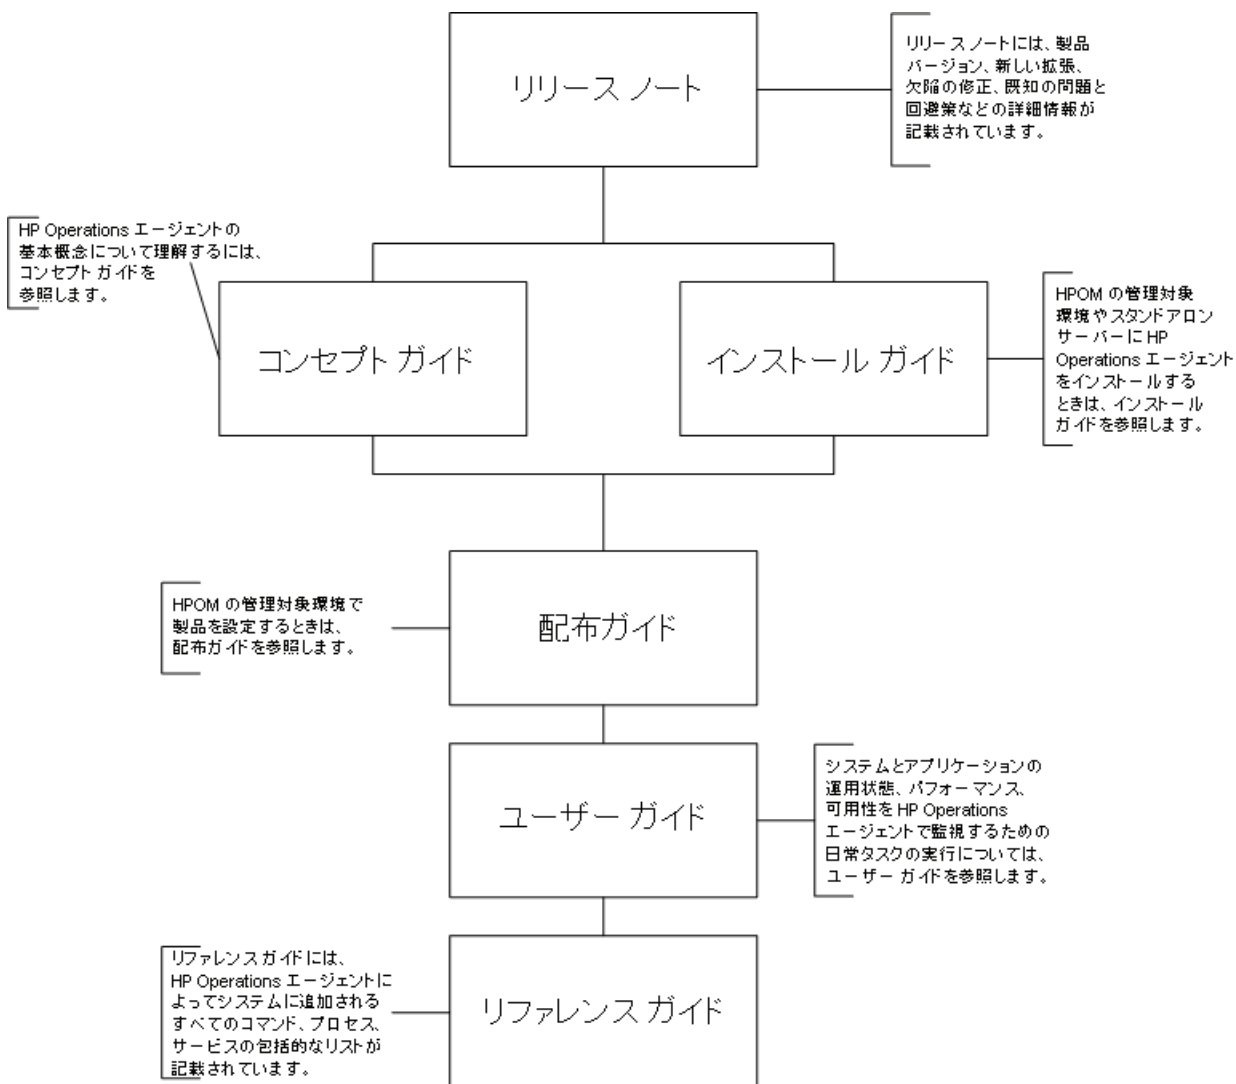 リリース ノート
リリース ノートには、製品
バージョン、新しい拡張、
欠陥の修正、既知の問題と
回避策などの詳細情報が
記載されています。
HP Operations エージェントの
基本概念について理解するには、
コンセプト ガイドを
参照します。
コンセプト ガイド
インストール ガイド
HPOM の管理対象
環境やスタンドアロン
サーバーに HP
Operations エージェント
をインストールする
ときは、インストール
ガイドを参照します。
HPOM の管理対象環境で
製品を設定するときは、
配布ガイドを参照します。
配布ガイド
ユーザー ガイド
システムとアプリケーションの
運用状態、パフォーマンス、
可用性を HP Operations
エージェントで監視するための
日常タスクの実行については、
ユーザー ガイドを参照します。
リファレンス ガイドには、
HP Operations エージェントに
よってシステムに追加される
すべてのコマンド、プロセス、
サービスの包括的なリストが
記載されています。
リファレンス ガイド